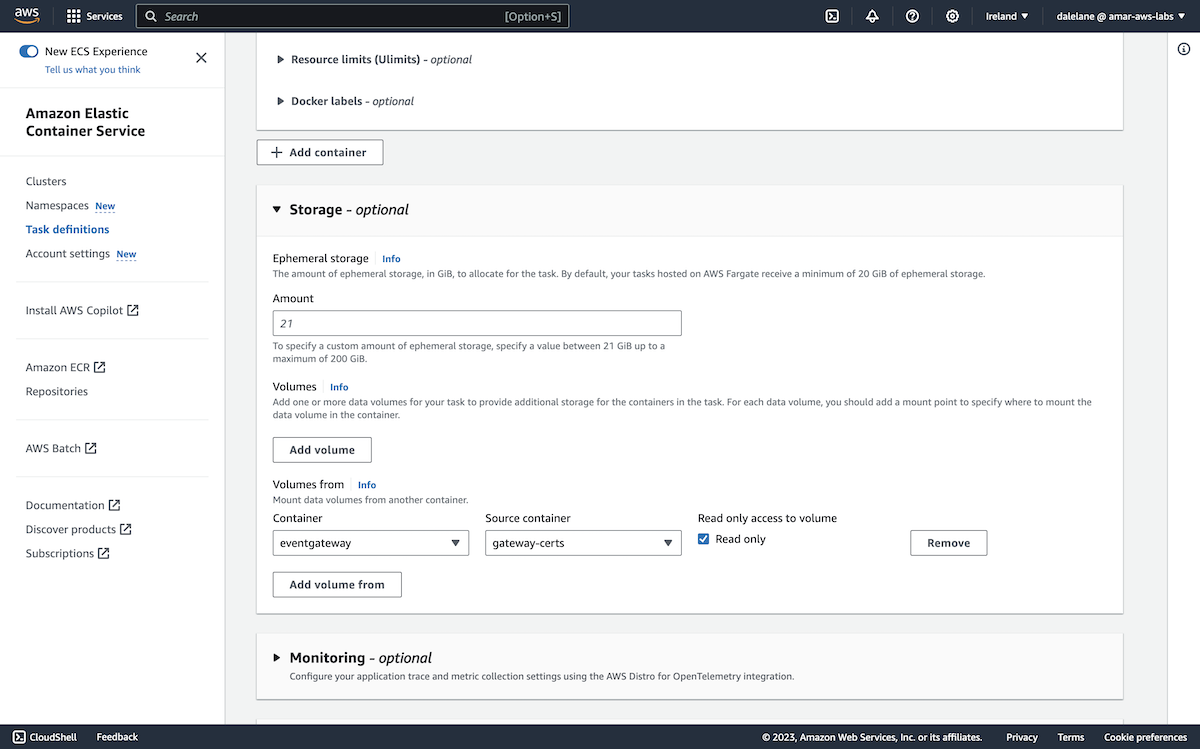 aws
Services
Search
[Option+S]
Ireland
dalelane @ amar-aws-labs
New ECS Experience
Tell us what you think
Amazon Elastic
Container Service
Clusters
Namespaces New
Task definitions
Account settings New
Install AWS Copilot
Amazon ECR
Repositories
AWS Batch
Documentation
Discover products
Subscriptions
Resource limits (Ulimits) - optional
Docker labels - optional
Add container
Storage - optional
Ephemeral storage Info
The amount of ephemeral storage, in GiB, to allocate for the task. By default, your tasks hosted on AWS Fargate receive a minimum of 20 GiB of ephemeral storage.
Amount
21
To specify a custom amount of ephemeral storage, specify a value between 21 GiB up to a
maximum of 200 GiB.
Volumes Info
Add one or more data volumes for your task to provide additional storage for the containers in the task. For each data volume, you should add a mount point to specify where to mount the
data volume in the container.
Add volume
Volumes from Info
Mount data volumes from another container.
Container Source container Read only access to volume
eventgateway gateway-certs Read only Remove
Add volume from
Monitoring - optional
Configure your application trace and metric collection settings using the AWS Distro for OpenTelemetry integration.
CloudShell Feedback © 2023, Amazon Web Services, Inc. or its affiliates. Privacy Terms Cookie preferences